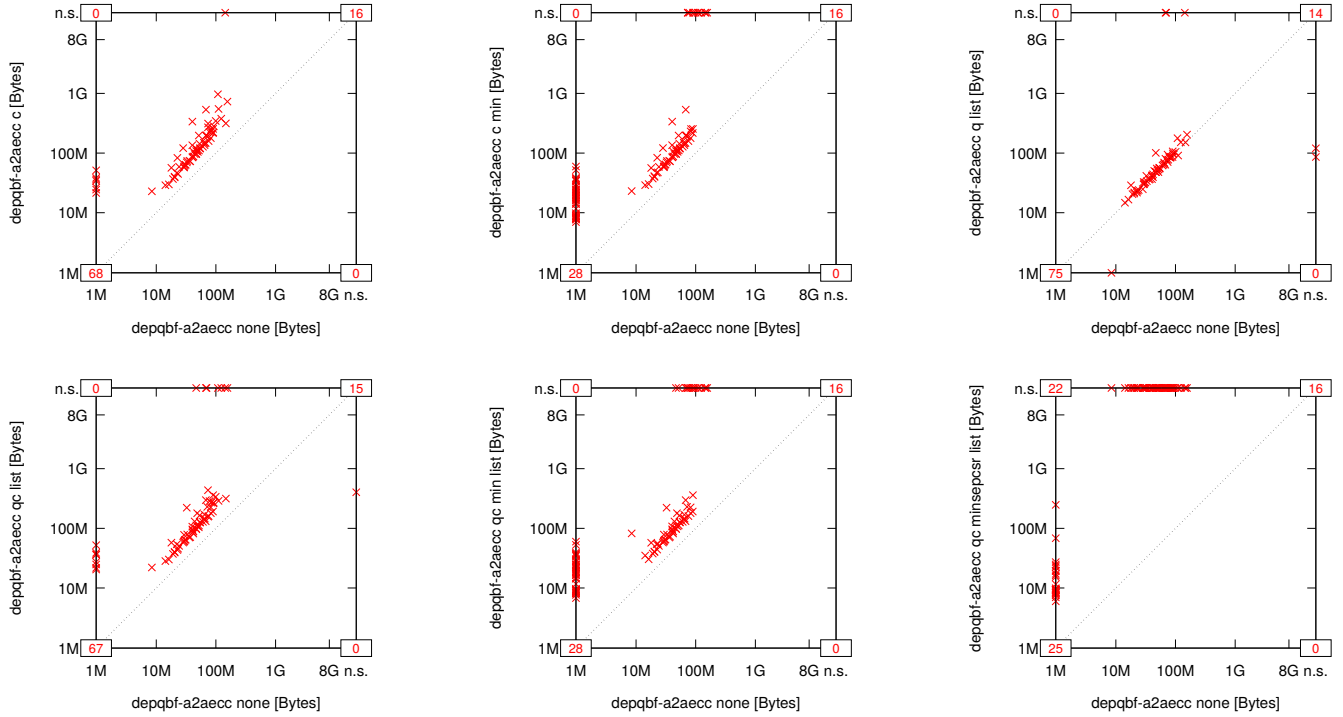 n.s. 0 16
8G
1G
100M
10M
1M 68 0
1M 10M 100M 1G 8G n.s.
depqbf-a2aecc c [Bytes]
depqbf-a2aecc none [Bytes]
n.s. 0 16
8G
1G
100M
10M
1M 28 0
1M 10M 100M 1G 8G n.s.
depqbf-a2aecc c min [Bytes]
depqbf-a2aecc none [Bytes]
n.s. 0 14
8G
1G
100M
10M
1M 75 0
1M 10M 100M 1G 8G n.s.
depqbf-a2aecc q list [Bytes]
depqbf-a2aecc none [Bytes]
n.s. 0 15
8G
1G
100M
10M
1M 67 0
1M 10M 100M 1G 8G n.s.
depqbf-a2aecc qc list [Bytes]
depqbf-a2aecc none [Bytes]
n.s. 0 16
8G
1G
100M
10M
1M 28 0
1M 10M 100M 1G 8G n.s.
depqbf-a2aecc qc min list [Bytes]
depqbf-a2aecc none [Bytes]
n.s. 22 16
8G
1G
100M
10M
1M 25 0
1M 10M 100M 1G 8G n.s.
depqbf-a2aecc qc minsepcsr list [Bytes]
depqbf-a2aecc none [Bytes]